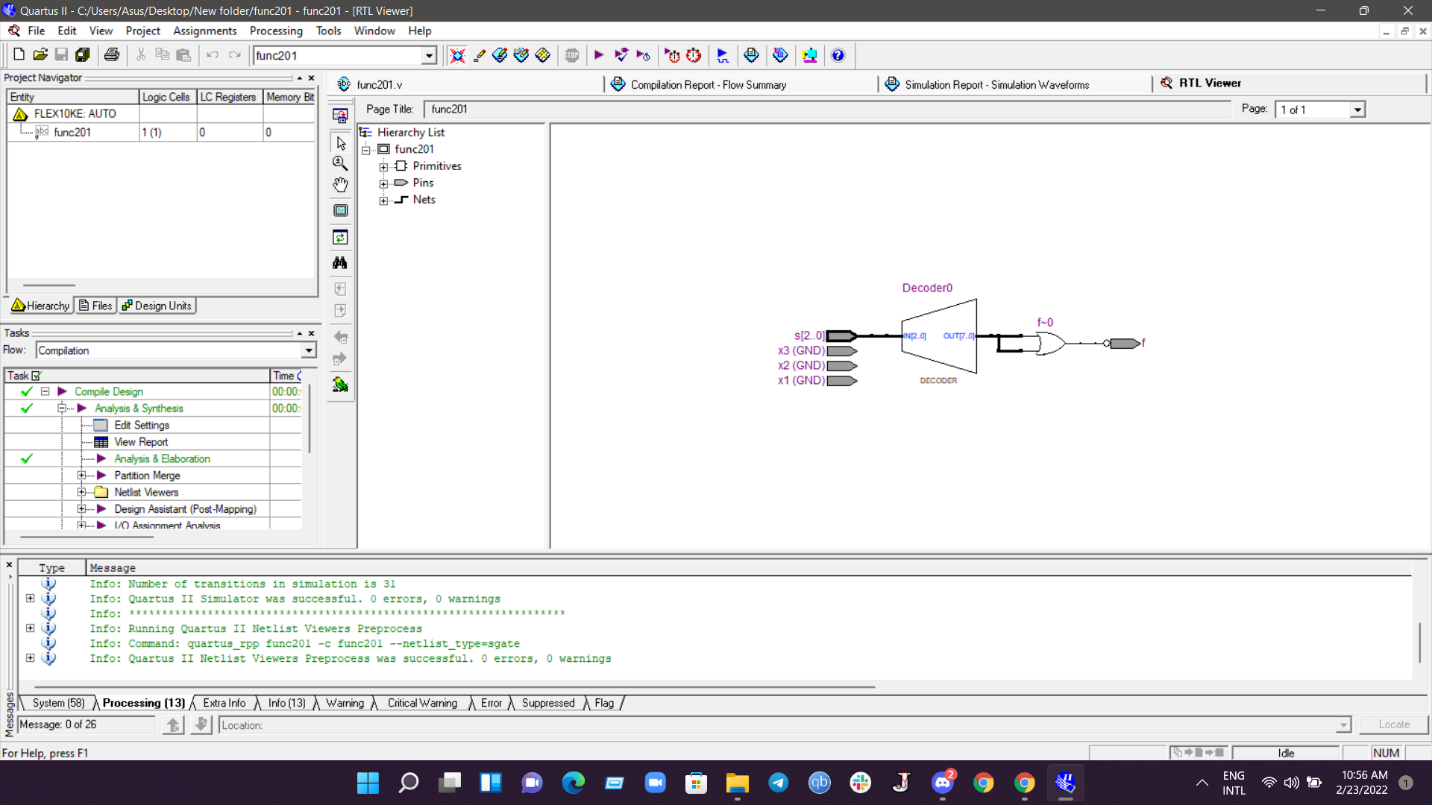 Quartus II - C:/Users/Asus/Desktop/New folder/func201 - func201 - [RTL Viewer]
File Edit View Project Assignments Processing Tools Window Help
func201
Project Navigator
Entity Logic Cells LC Registers Memory Bit
FLEX10KE: AUTO
func201 1 (1) 0 0
Hierarchy Files Design Units
Tasks
Flow: Compilation
Task Time
Compile Design 00:00:
Analysis & Synthesis 00:00:
Edit Settings
View Report
Analysis & Elaboration
Partition Merge
Netlist Viewers
Design Assistant (Post-Mapping)
I/O Assignment Analysis
func201.v Compilation Report - Flow Summary Simulation Report - Simulation Waveforms RTL Viewer
Page Title: func201 Page: 1 of 1
Hierarchy List
func201
Primitives
Pins
Nets
Decoder0
f~0
s[2..0] IN[2..0] OUT[7..0]
x3 (GND) f
x2 (GND)
x1 (GND) DECODER
Type Message
Info: Number of transitions in simulation is 31
Info: Quartus II Simulator was successful. 0 errors, 0 warnings
Info: *******************************************************************
Info: Running Quartus II Netlist Viewers Preprocess
Info: Command: quartus_rpp func201 -c func201 --netlist_type=sgate
Info: Quartus II Netlist Viewers Preprocess was successful. 0 errors, 0 warnings
System (58) Processing (13) Extra Info Info (13) Warning Critical Warning Error Suppressed Flag
Messages
Message: 0 of 26 Location: Locate
For Help, press F1 Idle NUM
ENG
INTL
10:56 AM
2/23/2022
2
1